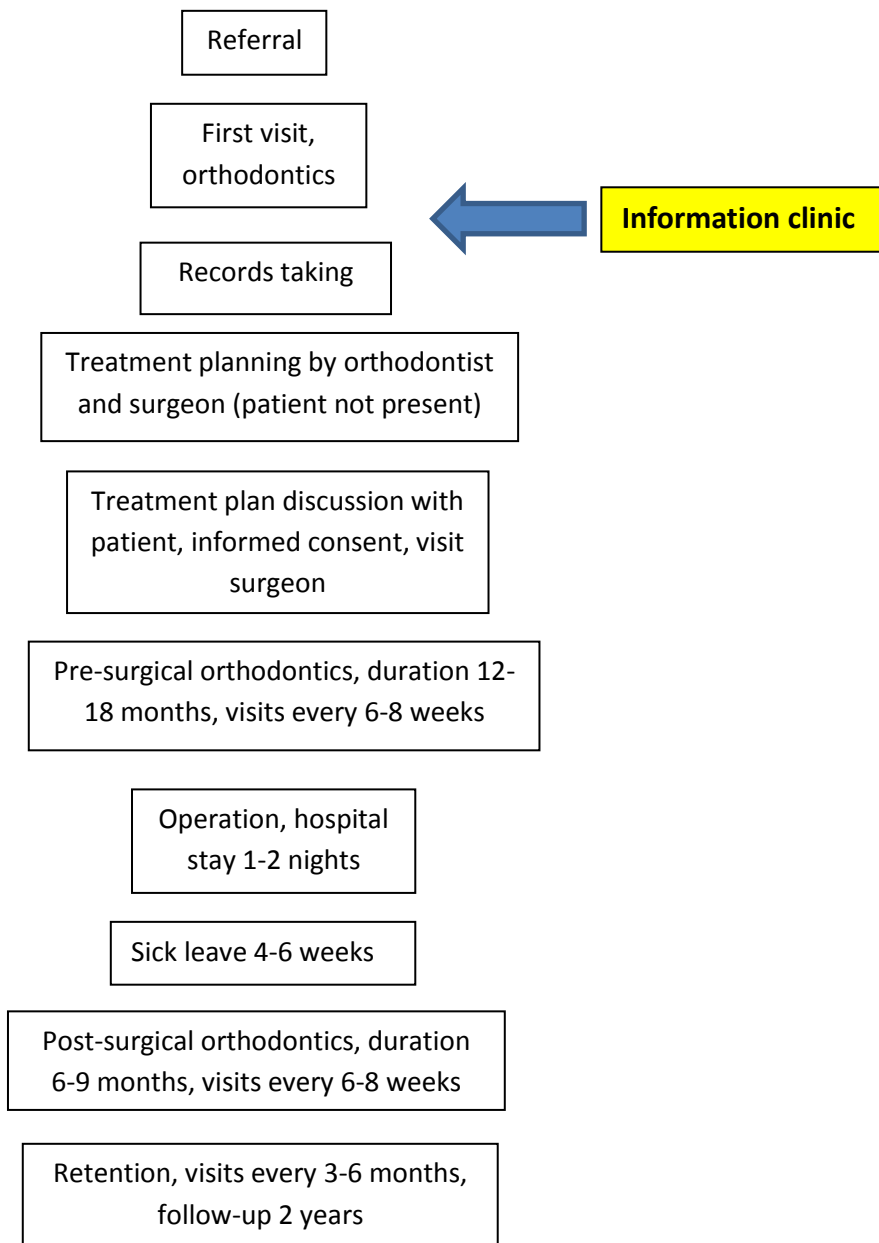 Referral
First visit,
orthodontics
Information clinic
Records taking
Treatment planning by orthodontist
and surgeon (patient not present)
Treatment plan discussion with
patient, informed consent, visit
surgeon
Pre-surgical orthodontics, duration 12-
18 months, visits every 6-8 weeks
Operation, hospital
stay 1-2 nights
Sick leave 4-6 weeks
Post-surgical orthodontics, duration
6-9 months, visits every 6-8 weeks
Retention, visits every 3-6 months,
follow-up 2 years